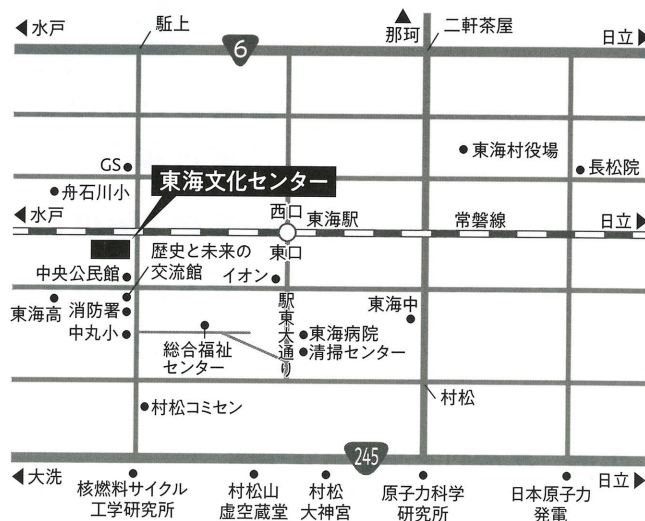 水戸
駈上
6
那珂
二軒茶屋
日立
GS
東海村役場
長松院
舟石川小
東海文化センター
水戸
西口
東海駅
常磐線
日立
東口
歴史と未来の
交流館
中央公民館
イオン
東海高
消防署
中丸小
総合福祉
センター
駅東大通り
東海病院
清掃センター
東海中
村松コミセン
村松
245
大洗
日立
核燃料サイクル
工学研究所
村松山
虚空蔵堂
村松
大神宮
原子力科学
研究所
日本原子力
発電